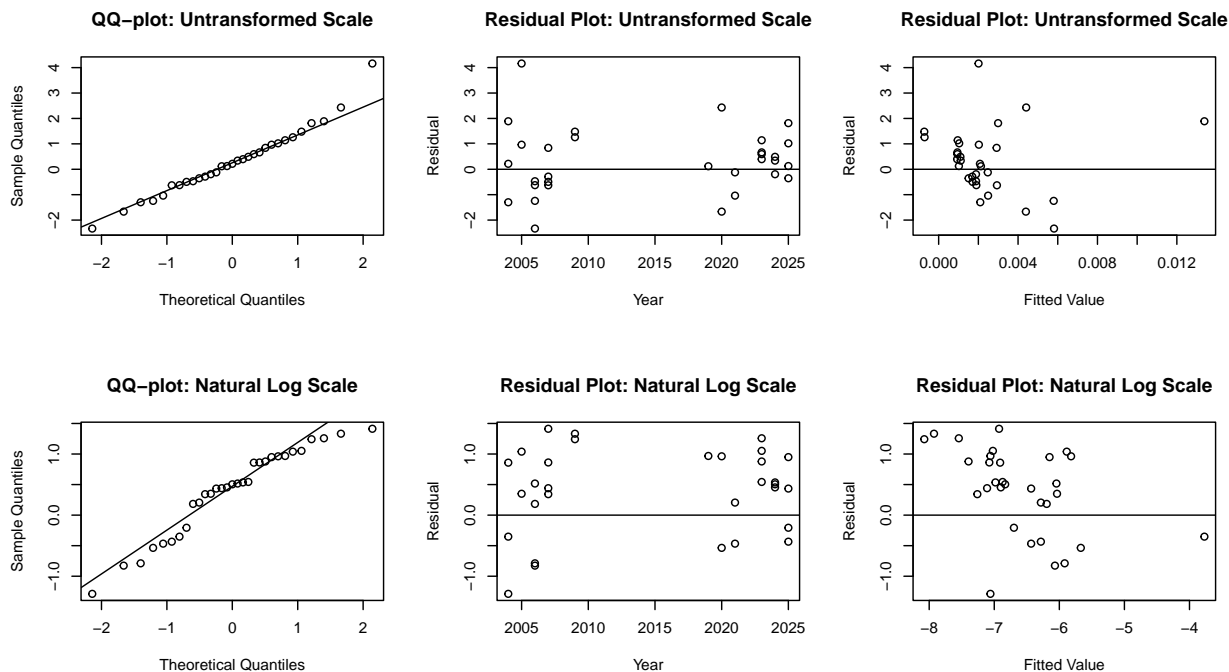 QQ−plot: Untransformed Scale
Sample Quantiles
−2 0 1 2 3 4
−2 −1 0 1 2
Theoretical Quantiles
Residual Plot: Untransformed Scale
Residual
−2 0 1 2 3 4
2005 2010 2015 2020 2025
Year
Residual Plot: Untransformed Scale
Residual
−2 0 1 2 3 4
0.000 0.004 0.008 0.012
Fitted Value
QQ−plot: Natural Log Scale
Sample Quantiles
−1.0 0.0 1.0
−2 −1 0 1 2
Theoretical Quantiles
Residual Plot: Natural Log Scale
Residual
−1.0 0.0 1.0
2005 2010 2015 2020 2025
Year
Residual Plot: Natural Log Scale
Residual
−1.0 0.0 1.0
−8 −7 −6 −5 −4
Fitted Value